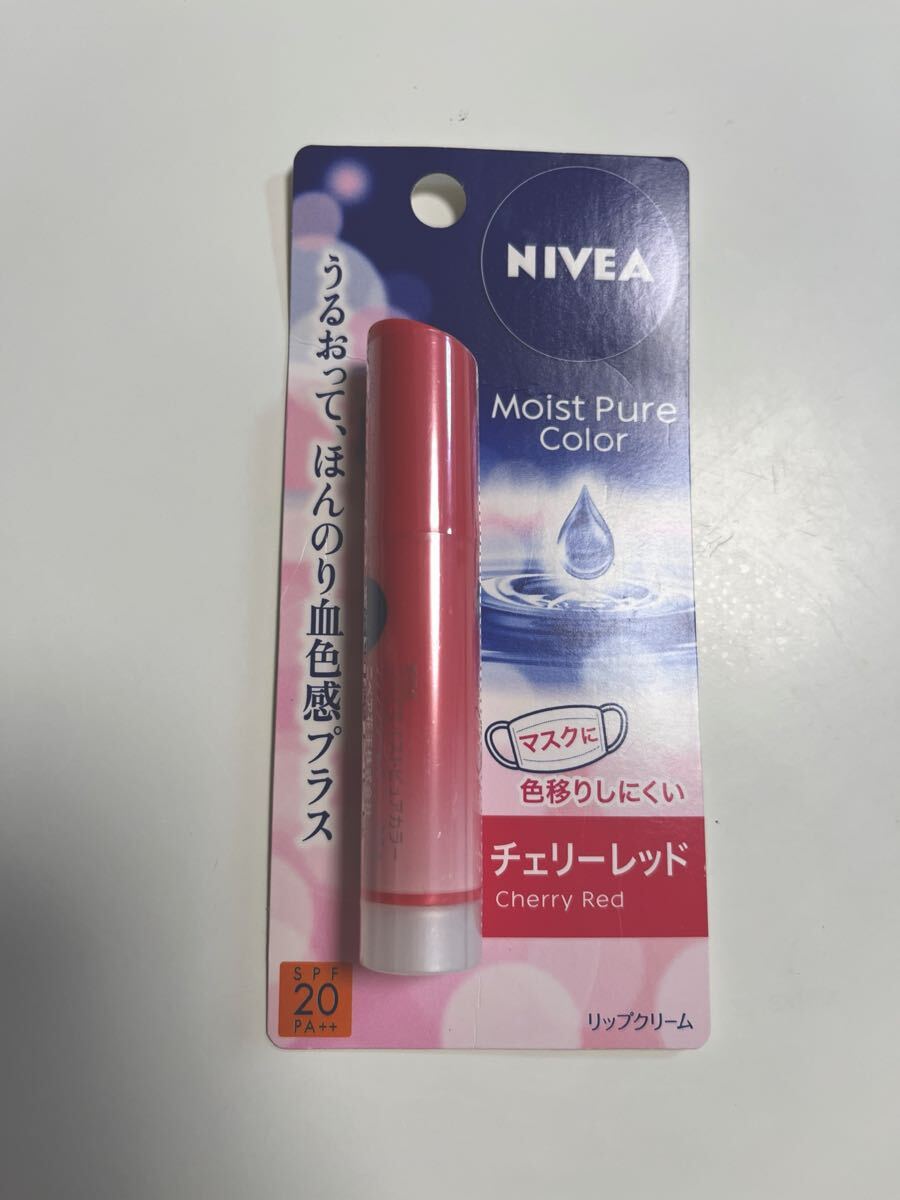 NIVEA
Moist Pure
Color
うるおって、ほんのり血色感プラス
マスクに
色移りしにくい
チェリーレッド
Cherry Red
SPF
20
PA++
リップクリーム